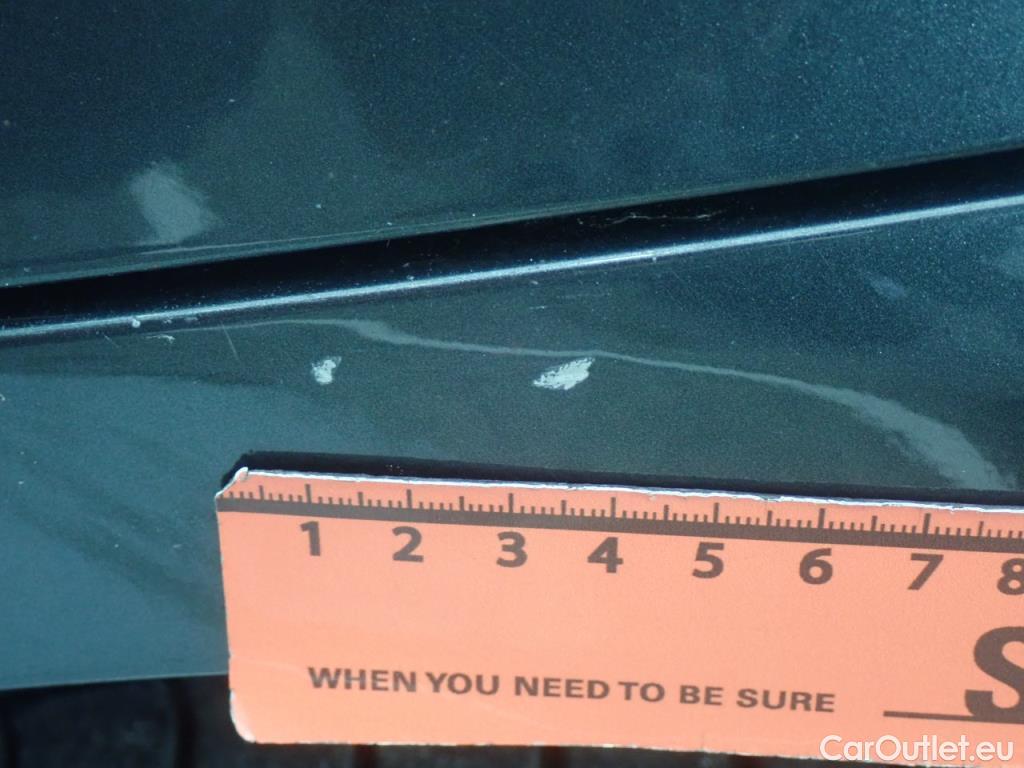 1 2 3 4 5 6 7 8
WHEN YOU NEED TO BE SURE
S
CarOutlet.eu